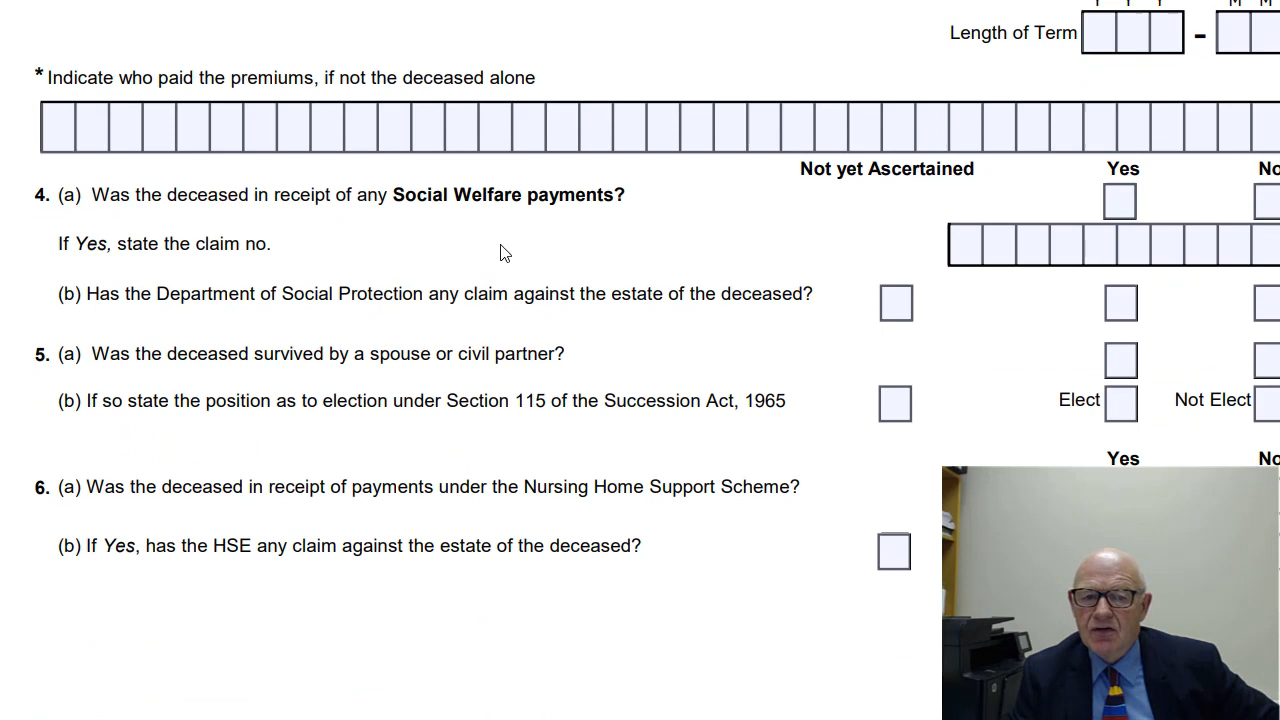 Length of Term -
* Indicate who paid the premiums, if not the deceased alone
Not yet Ascertained Yes No
4. (a) Was the deceased in receipt of any Social Welfare payments?
If Yes, state the claim no.
(b) Has the Department of Social Protection any claim against the estate of the deceased?
5. (a) Was the deceased survived by a spouse or civil partner?
(b) If so state the position as to election under Section 115 of the Succession Act, 1965 Elect Not Elect
Yes No
6. (a) Was the deceased in receipt of payments under the Nursing Home Support Scheme?
(b) If Yes, has the HSE any claim against the estate of the deceased?